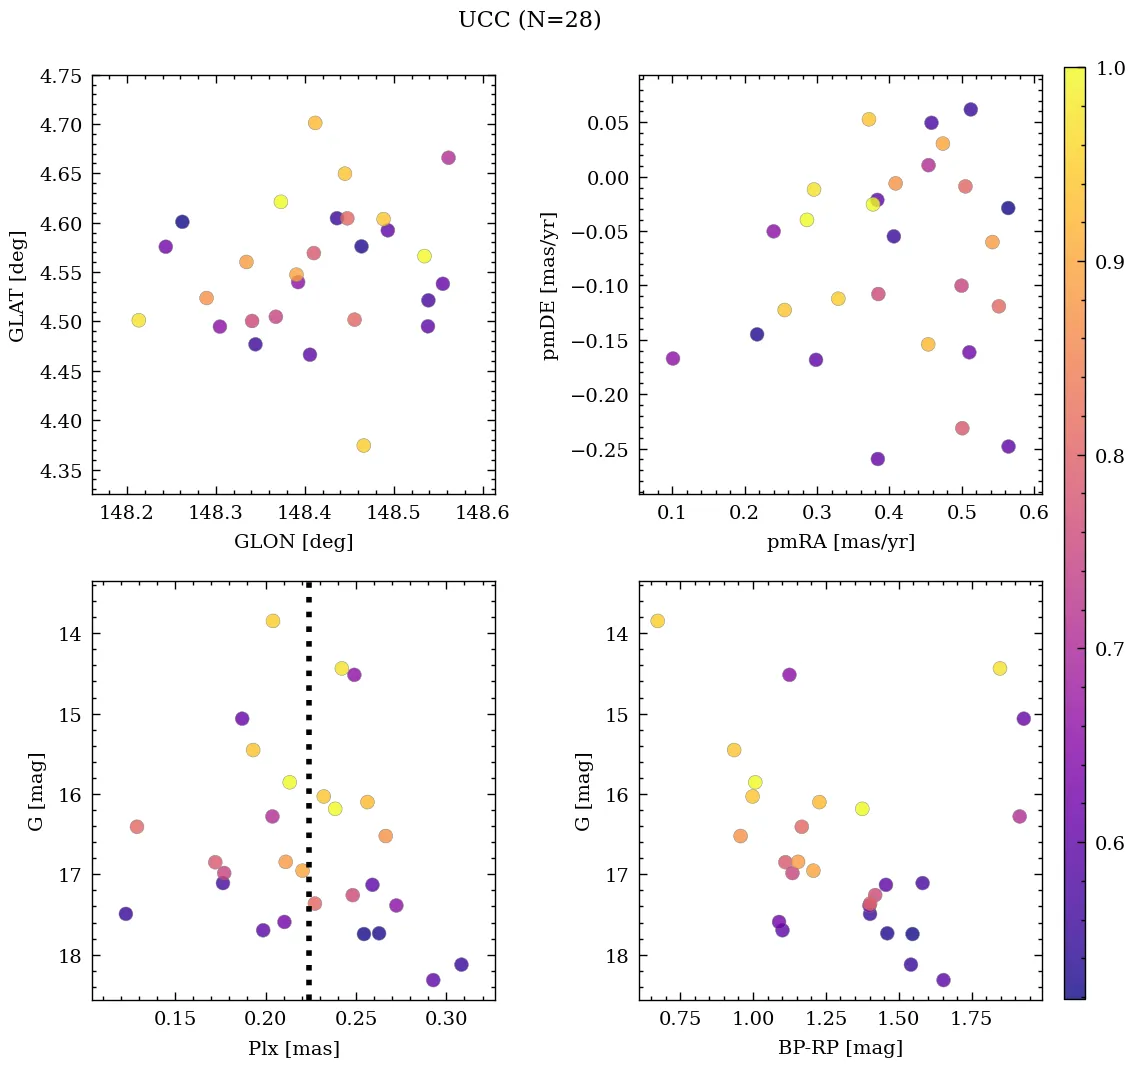 UCC (N=28)
4.75
4.70
4.65
4.60
4.55
4.50
4.45
4.40
4.35
GLAT [deg]
148.2 148.3 148.4 148.5 148.6
GLON [deg]
0.05
0.00
−0.05
−0.10
−0.15
−0.20
−0.25
pmDE [mas/yr]
0.1 0.2 0.3 0.4 0.5 0.6
pmRA [mas/yr]
1.0
0.9
0.8
0.7
0.6
14
15
16
17
18
G [mag]
0.15 0.20 0.25 0.30
Plx [mas]
14
15
16
17
18
G [mag]
0.75 1.00 1.25 1.50 1.75
BP-RP [mag]